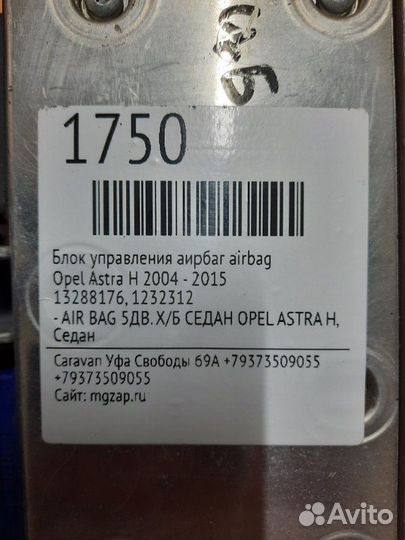 1750
Блок управления аирбаг airbag
Opel Astra H 2004 - 2015
13288176, 1232312
- AIR BAG 5ДВ. Х/Б СЕДАН OPEL ASTRA H,
Седан
Caravan Уфа Свободы 69А +79373509055
+79373509055
Сайт: mgzap.ru
Avito